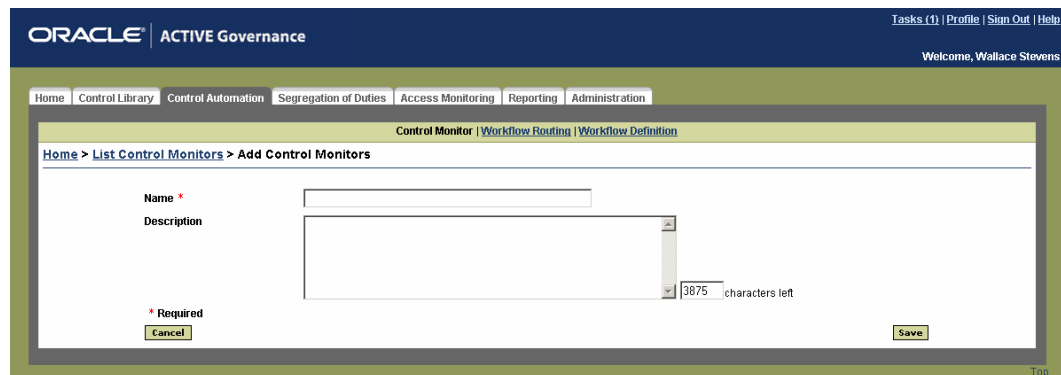 Tasks (1) | Profile | Sign Out | Help
ORACLE® | ACTIVE Governance
Welcome, Wallace Stevens
Home Control Library Control Automation Segregation of Duties Access Monitoring Reporting Administration
Control Monitor | Workflow Routing | Workflow Definition
Home > List Control Monitors > Add Control Monitors
Name *
Description
3875 characters left
* Required
Cancel Save
Top